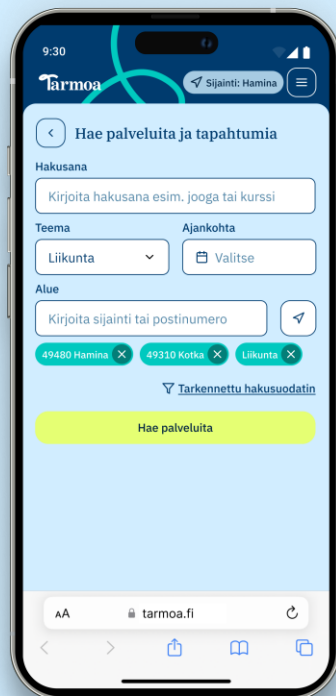 9:30
Tarmoa
Sijainti: Hamina
Hae palveluita ja tapahtumia
Hakusana
Kirjoita hakusana esim. jooga tai kurssi
Teema Ajankohta
Liikunta Valitse
Alue
Kirjoita sijainti tai postinumero
49480 Hamina 49310 Kotka Liikunta
Tarkennettu hakusuodatin
Hae palveluita
AA tarmoa.fi